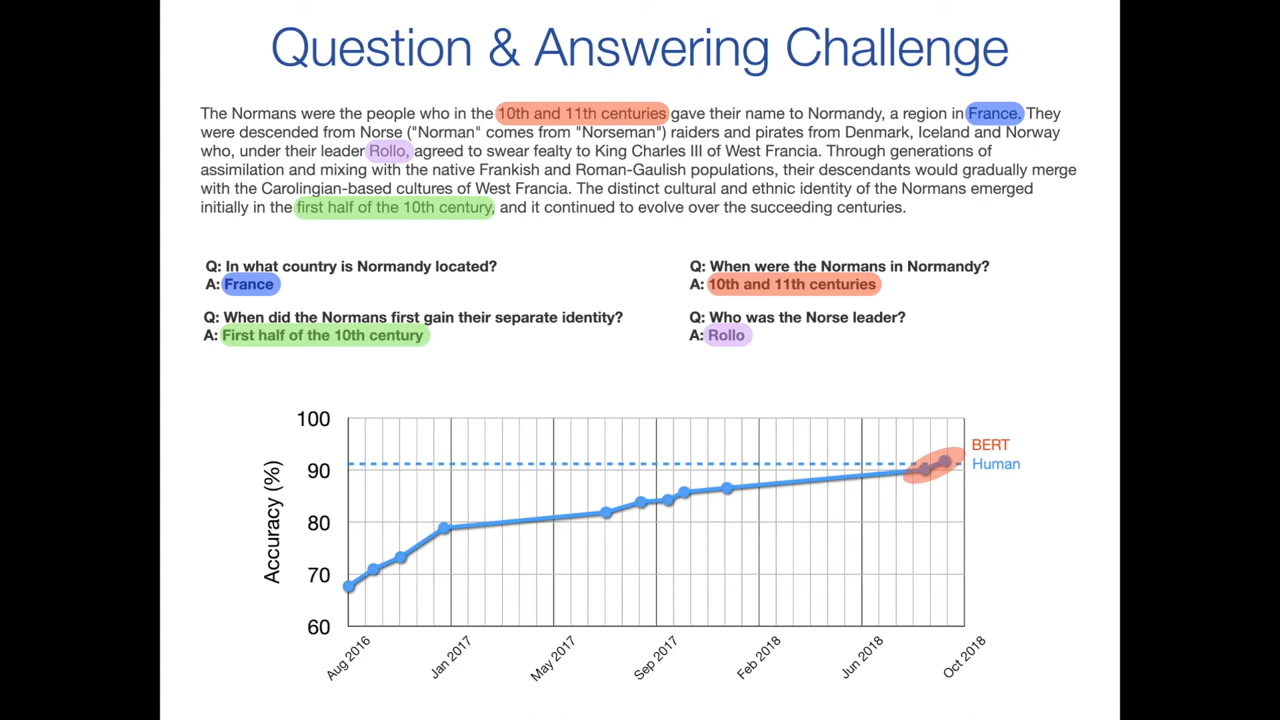 Question & Answering Challenge
The Normans were the people who in the 10th and 11th centuries gave their name to Normandy, a region in France. They
were descended from Norse ("Norman" comes from "Norseman") raiders and pirates from Denmark, Iceland and Norway
who, under their leader Rollo, agreed to swear fealty to King Charles III of West Francia. Through generations of
assimilation and mixing with the native Frankish and Roman-Gaulish populations, their descendants would gradually merge
with the Carolingian-based cultures of West Francia. The distinct cultural and ethnic identity of the Normans emerged
initially in the first half of the 10th century, and it continued to evolve over the succeeding centuries.
Q: In what country is Normandy located?
A: France
Q: When did the Normans first gain their separate identity?
A: First half of the 10th century
Q: When were the Normans in Normandy?
A: 10th and 11th centuries
Q: Who was the Norse leader?
A: Rollo
Accuracy (%)
100
90
80
70
60
BERT
Human
Aug 2016
Jan 2017
May 2017
Sep 2017
Feb 2018
Jun 2018
Oct 2018